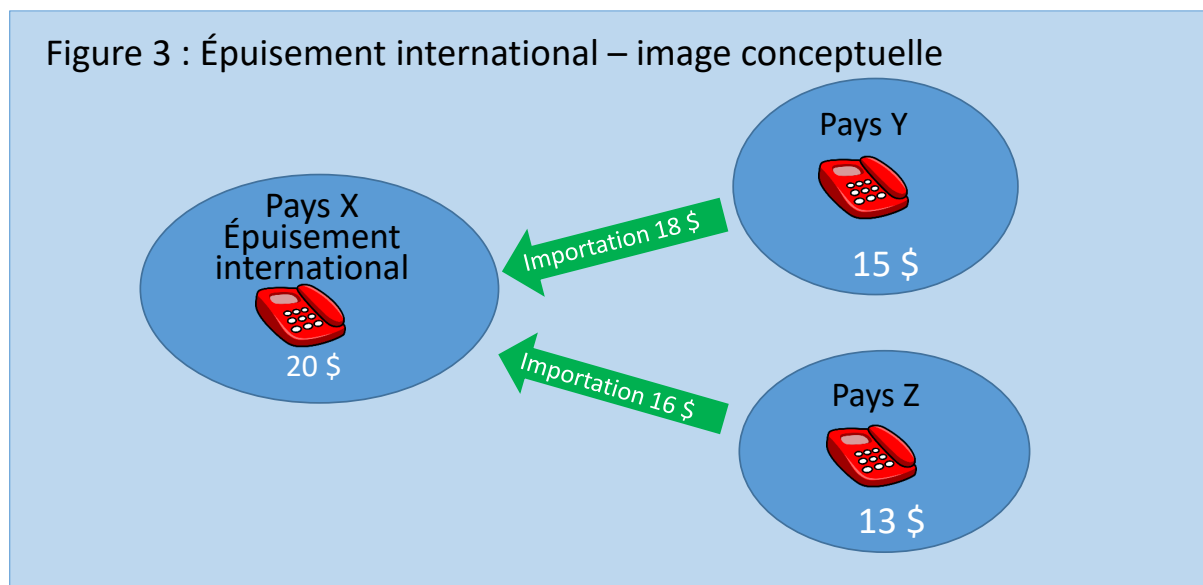 Figure 3 : Épuisement international – image conceptuelle
Pays Y
15 $
Importation 18 $
Pays X
Épuisement
international
20 $
Importation 16 $
Pays Z
13 $